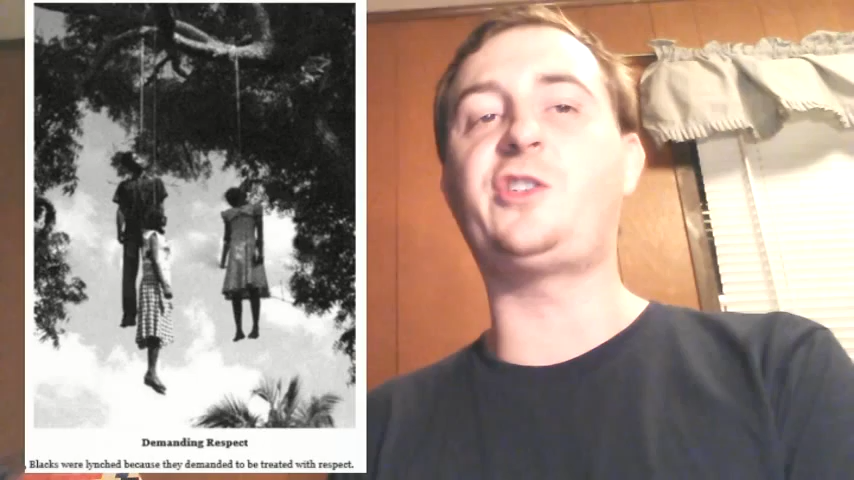 Demanding Respect
Blacks were lynched because they demanded to be treated with respect.